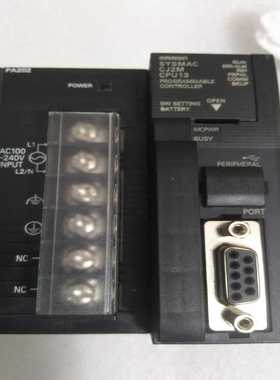 PA202
POWER
L1
AC100
-240V
INPUT
L2/N
NC
NC
OMRON
SYSMAC
CJ2M
CPU13
PROGRAMMABLE
CONTROLLER
RUN
ERR/ALM
INH
PRPHL
COMM
BKUP
SW SETTING
BATTERY
OPEN
MCPWR
BUSY
PERIPHERAL
PORT